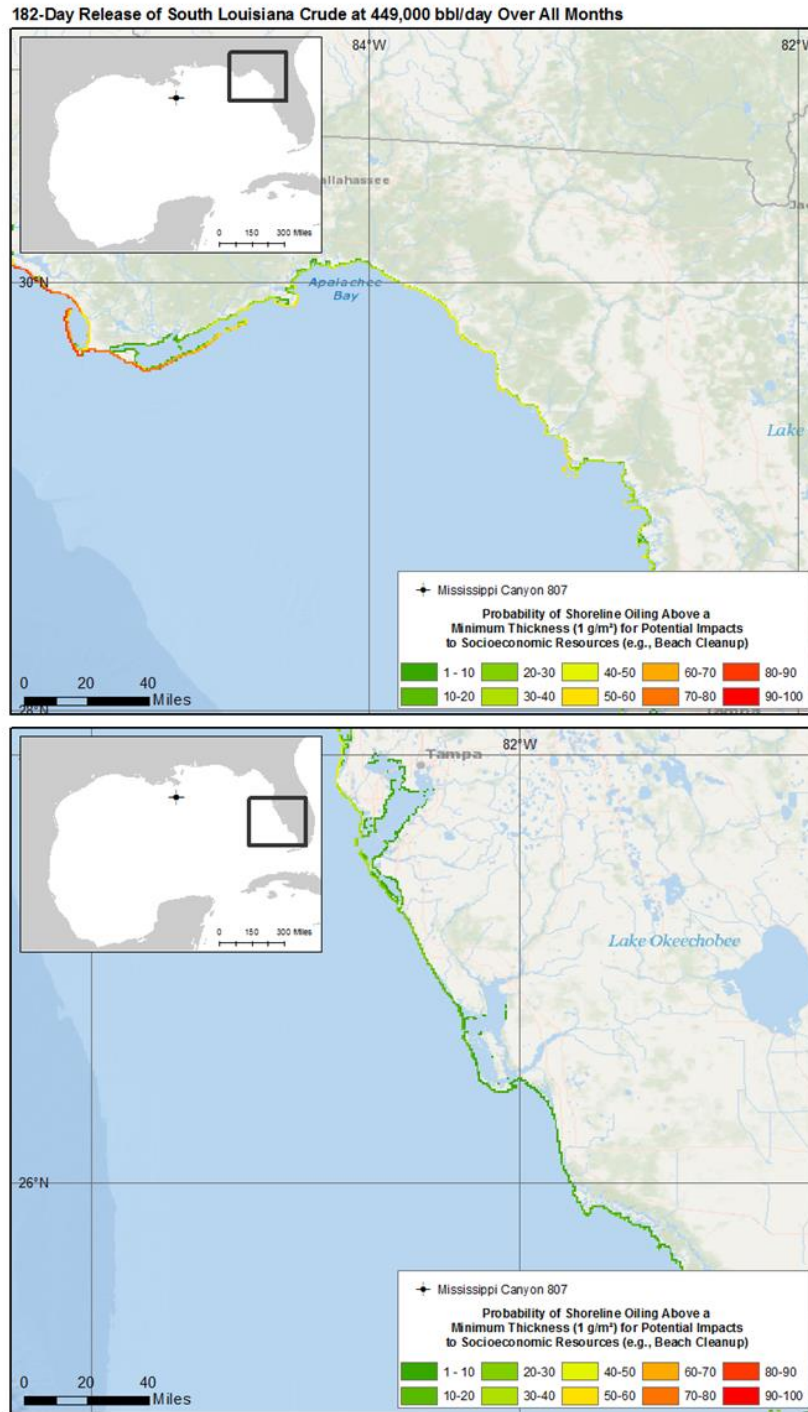 182-Day Release of South Louisiana Crude at 449,000 bbl/day Over All Months
84°W
82°W
0 150 300 Miles
allahassee
Jac
30°N
Apalachee
Bay
Lake
Mississippi Canyon 807
Probability of Shoreline Oiling Above a
Minimum Thickness (1 g/m²) for Potential Impacts
to Socioeconomic Resources (e.g., Beach Cleanup)
1 - 10 20-30 40-50 60-70 80-90
10-20 30-40 50-60 70-80 90-100
0 20 40
Miles
28°N
Tampa
82°W
Tampa
0 150 300 Miles
Lake Okeechobee
26°N
Mississippi Canyon 807
Probability of Shoreline Oiling Above a
Minimum Thickness (1 g/m²) for Potential Impacts
to Socioeconomic Resources (e.g., Beach Cleanup)
1 - 10 20-30 40-50 60-70 80-90
10-20 30-40 50-60 70-80 90-100
0 20 40
Miles